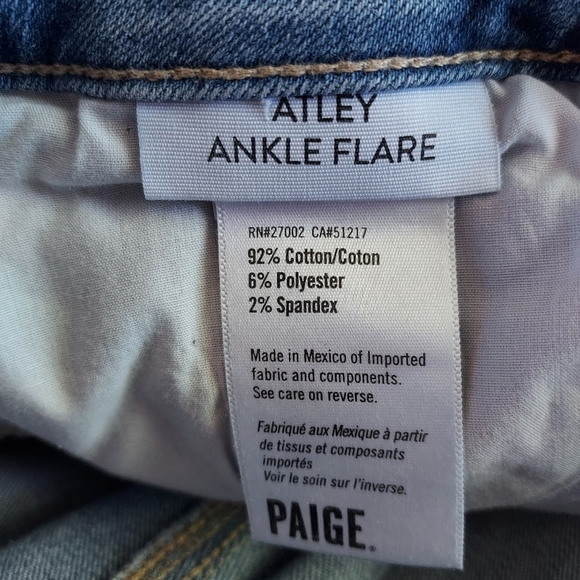 ATLEY
ANKLE FLARE
RN#27002 CA#51217
92% Cotton/Coton
6% Polyester
2% Spandex
Made in Mexico of Imported
fabric and components.
See care on reverse.
Fabriqué aux Mexique à partir
de tissus et composants
importés
Voir le soin sur l'inverse.
PAIGE.